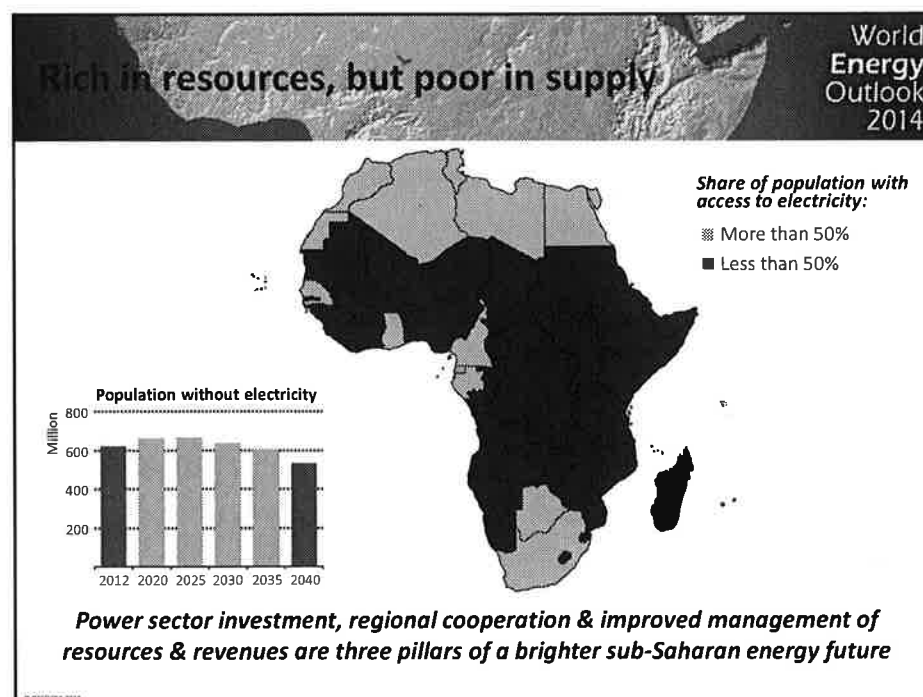 Rich in resources, but poor in supply
World
Energy
Outlook
2014
Share of population with
access to electricity:
More than 50%
Less than 50%
Population without electricity
Million
800
600
400
200
2012 2020 2025 2030 2035 2040
Power sector investment, regional cooperation & improved management of
resources & revenues are three pillars of a brighter sub-Saharan energy future